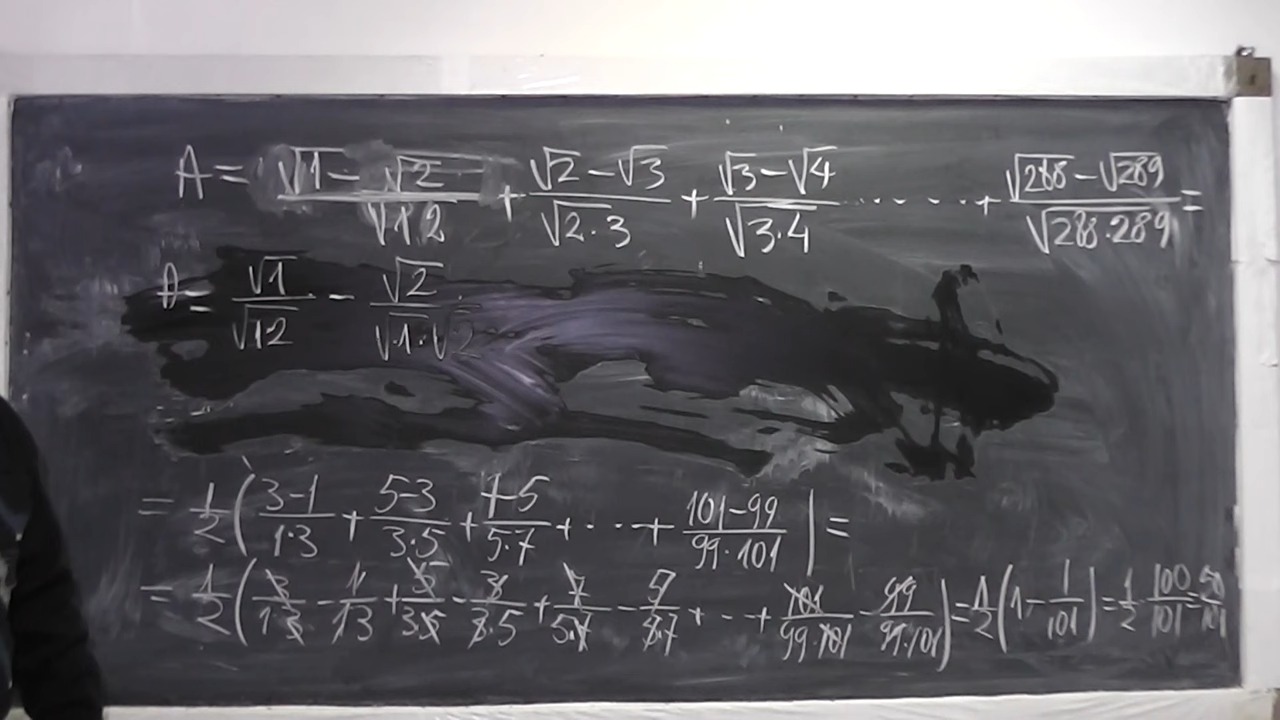 A = (√1 − √2)/√1·2 + (√2 − √3)/√2·3 + (√3 − √4)/√3·4 ....... + (√288 − √289)/√288·289 =
A = √1/√1·2 − √2/(√1·√2)
= 1/2 ( (3−1)/(1·3) + (5−3)/(3·5) + (7−5)/(5·7) + ... + (101−99)/(99·101) ) =
= 1/2 ( 3/(1·3) − 1/(1·3) + 5/(3·5) − 3/(3·5) + 7/(5·7) − 5/(5·7) + ... + 101/(99·101) − 99/(99·101) ) = 1/2 ( 1 − 1/101 ) = 1/2 · 100/101 = 50/101